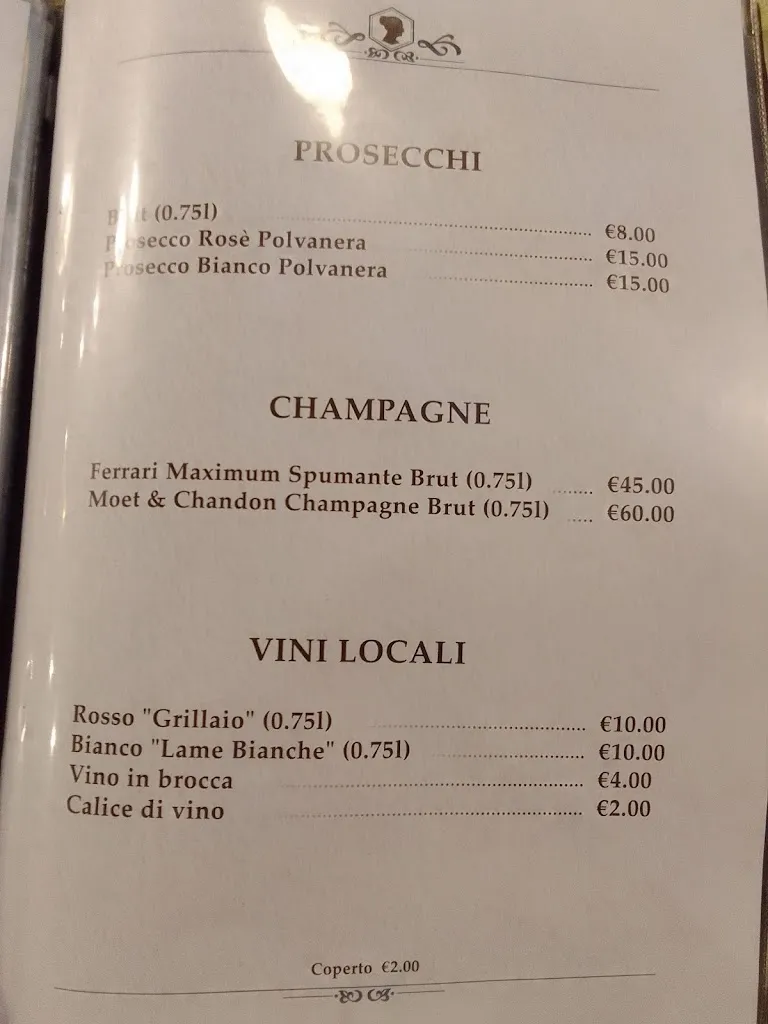 PROSECCHI
Brut (0.75l) €8.00
Prosecco Rosè Polvanera €15.00
Prosecco Bianco Polvanera €15.00
CHAMPAGNE
Ferrari Maximum Spumante Brut (0.75l) €45.00
Moet & Chandon Champagne Brut (0.75l) €60.00
VINI LOCALI
Rosso "Grillaio" (0.75l) €10.00
Bianco "Lame Bianche" (0.75l) €10.00
Vino in brocca €4.00
Calice di vino €2.00
Coperto €2.00